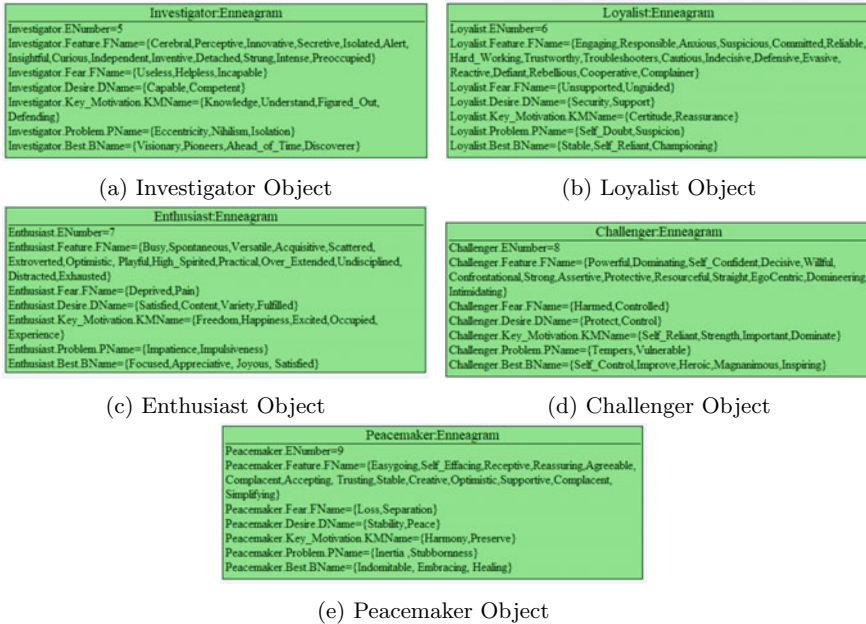 Investigator:Enneagram
Investigator.ENumber=5
Investigator.Feature.FName={Cerebral,Perceptive,Innovative,Secretive,Isolated,Alert,
Insightful,Curious,Independent,Inventive,Detached,Strung,Intense,Preoccupied}
Investigator.Fear.FName={Useless,Helpless,Incapable}
Investigator.Desire.DName={Capable,Competent}
Investigator.Key_Motivation.KMName={Knowledge,Understand,Figured_Out,
Defending}
Investigator.Problem.PName={Eccentricity,Nihilism,Isolation}
Investigator.Best.BName={Visionary,Pioneers,Ahead_of_Time,Discoverer}
(a) Investigator Object
Loyalist:Enneagram
Loyalist.ENumber=6
Loyalist.Feature.FName={Engaging,Responsible,Anxious,Suspicious,Committed,Reliable,
Hard_Working,Trustworthy,Troubleshooters,Cautious,Indecisive,Defensive,Evasive,
Reactive,Defiant,Rebellious,Cooperative,Complainer}
Loyalist.Fear.FName={Unsupported,Unguided}
Loyalist.Desire.DName={Security,Support}
Loyalist.Key_Motivation.KMName={Certitude,Reassurance}
Loyalist.Problem.PName={Self_Doubt,Suspicion}
Loyalist.Best.BName={Stable,Self_Reliant,Championing}
(b) Loyalist Object
Enthusiast:Enneagram
Enthusiast.ENumber=7
Enthusiast.Feature.FName={Busy,Spontaneous,Versatile,Acquisitive,Scattered,
Extroverted,Optimistic, Playful,High_Spirited,Practical,Over_Extended,Undisciplined,
Distracted,Exhausted}
Enthusiast.Fear.FName={Deprived,Pain}
Enthusiast.Desire.DName={Satisfied,Content,Variety,Fulfilled}
Enthusiast.Key_Motivation.KMName={Freedom,Happiness,Excited,Occupied,
Experience}
Enthusiast.Problem.PName={Impatience,Impulsiveness}
Enthusiast.Best.BName={Focused,Appreciative, Joyous, Satisfied}
(c) Enthusiast Object
Challenger:Enneagram
Challenger.ENumber=8
Challenger.Feature.FName={Powerful,Dominating,Self_Confident,Decisive,Willful,
Confrontational,Strong,Assertive,Protective,Resourceful,Straight,EgoCentric,Domineering,
Intimidating}
Challenger.Fear.FName={Harmed,Controlled}
Challenger.Desire.DName={Protect,Control}
Challenger.Key_Motivation.KMName={Self_Reliant,Strength,Important,Dominate}
Challenger.Problem.PName={Tempers,Vulnerable}
Challenger.Best.BName={Self_Control,Improve,Heroic,Magnanimous,Inspiring}
(d) Challenger Object
Peacemaker:Enneagram
Peacemaker.ENumber=9
Peacemaker.Feature.FName={Easygoing,Self_Effacing,Receptive,Reassuring,Agreeable,
Complacent,Accepting, Trusting,Stable,Creative,Optimistic,Supportive,Complacent,
Simplifying}
Peacemaker.Fear.FName={Loss,Separation}
Peacemaker.Desire.DName={Stability,Peace}
Peacemaker.Key_Motivation.KMName={Harmony,Preserve}
Peacemaker.Problem.PName={Inertia ,Stubbornness}
Peacemaker.Best.BName={Indomitable, Embracing, Healing}
(e) Peacemaker Object